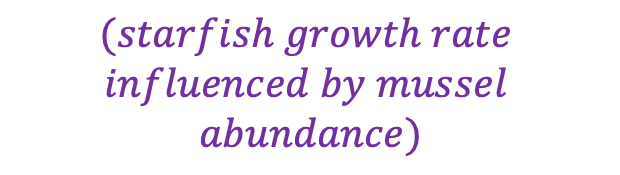 (starfish growth rate
influenced by mussel
abundance)